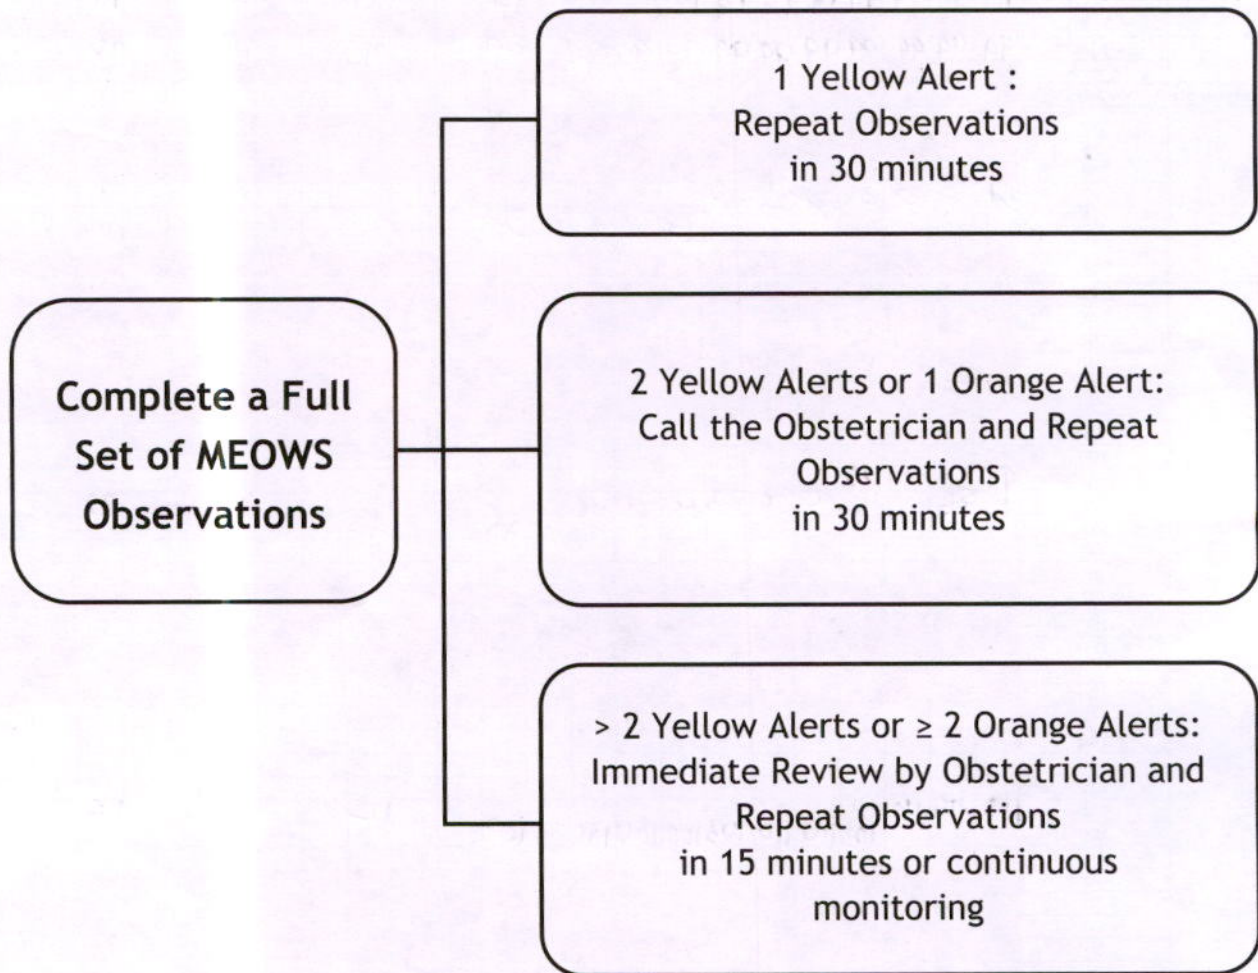 1 Yellow Alert :
Repeat Observations
in 30 minutes
Complete a Full
Set of MEOWS
Observations
2 Yellow Alerts or 1 Orange Alert:
Call the Obstetrician and Repeat
Observations
in 30 minutes
> 2 Yellow Alerts or ≥ 2 Orange Alerts:
Immediate Review by Obstetrician and
Repeat Observations
in 15 minutes or continuous
monitoring